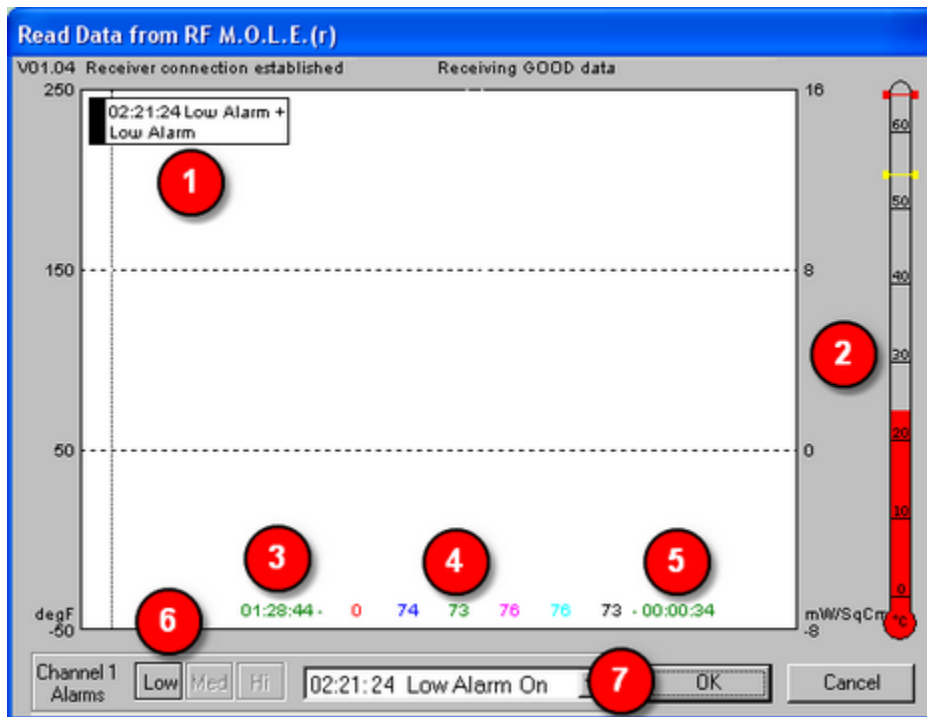 Read Data from RF M.O.L.E.(r)
V01.04 Receiver connection established Receiving GOOD data
250 16
02:21:24 Low Alarm +
Low Alarm
1
60
50
150 8
40
2
30
50 0
20
10
3 4 5
0
01:28:44 - 0 74 73 76 76 73 - 00:00:34
degF mW/SqCm °C
-50 -8
6
Channel 1
Alarms
Low Med Hi 02:21:24 Low Alarm On 7 OK Cancel